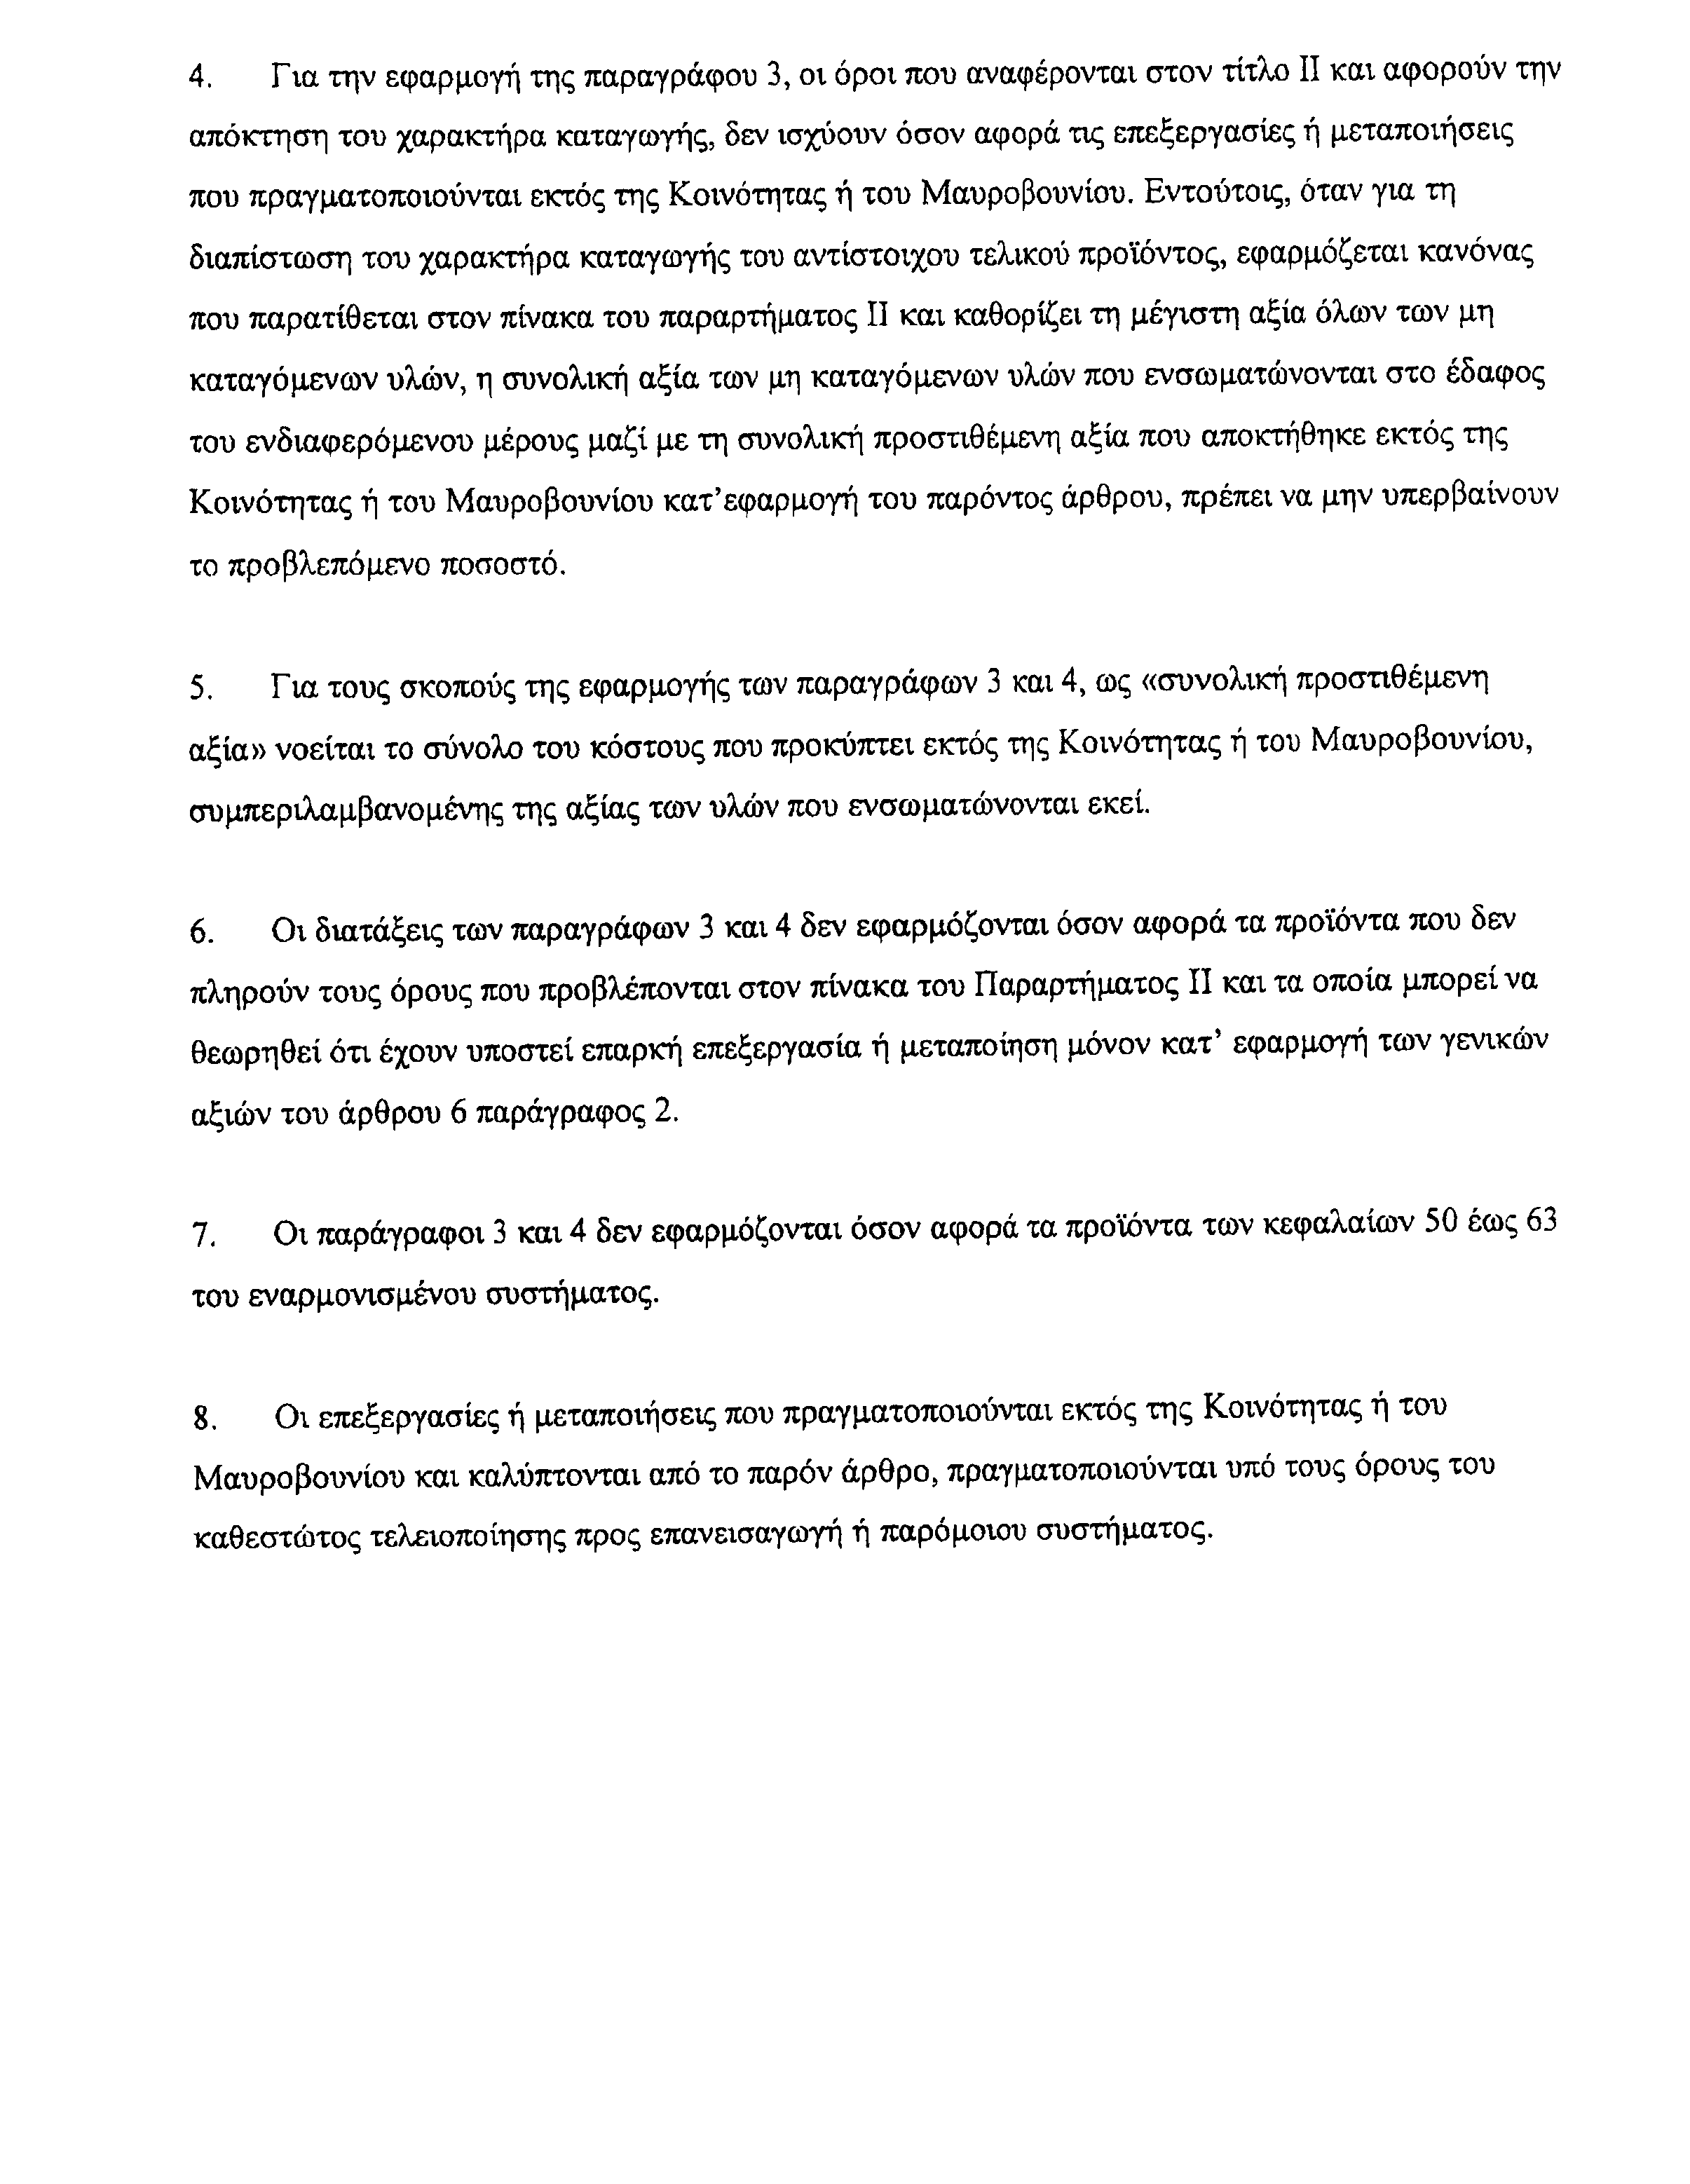 4. Για την εφαρμογή της παραγράφου 3, οι όροι που αναφέρονται στον τίτλο II και αφορούν την
απόκτηση του χαρακτήρα καταγωγής, δεν ισχύουν όσον αφορά τις επεξεργασίες ή μεταποιήσεις
που πραγματοποιούνται εκτός της Κοινότητας ή του Μαυροβουνίου. Εντούτοις, όταν για τη
διαπίστωση του χαρακτήρα καταγωγής του αντίστοιχου τελικού προϊόντος, εφαρμόζεται κανόνας
που παρατίθεται στον πίνακα του παραρτήματος II και καθορίζει τη μέγιστη αξία όλων των μη
καταγόμενων υλών, η συνολική αξία των μη καταγόμενων υλών που ενσωματώνονται στο έδαφος
του ενδιαφερόμενου μέρους μαζί με τη συνολική προστιθέμενη αξία που αποκτήθηκε εκτός της
Κοινότητας ή του Μαυροβουνίου κατ’εφαρμογή του παρόντος άρθρου, πρέπει να μην υπερβαίνουν
το προβλεπόμενο ποσοστό.
5. Για τους σκοπούς της εφαρμογής των παραγράφων 3 και 4, ως «συνολική προστιθέμενη
αξία» νοείται το σύνολο του κόστους που προκύπτει εκτός της Κοινότητας ή του Μαυροβουνίου,
συμπεριλαμβανομένης της αξίας των υλών που ενσωματώνονται εκεί.
6. Οι διατάξεις των παραγράφων 3 και 4 δεν εφαρμόζονται όσον αφορά τα προϊόντα που δεν
πληρούν τους όρους που προβλέπονται στον πίνακα του Παραρτήματος II και τα οποία μπορεί να
θεωρηθεί ότι έχουν υποστεί επαρκή επεξεργασία ή μεταποίηση μόνον κατ’ εφαρμογή των γενικών
αξιών του άρθρου 6 παράγραφος 2.
7. Οι παράγραφοι 3 και 4 δεν εφαρμόζονται όσον αφορά τα προϊόντα των κεφαλαίων 50 έως 63
του εναρμονισμένου συστήματος.
8. Οι επεξεργασίες ή μεταποιήσεις που πραγματοποιούνται εκτός της Κοινότητας ή του
Μαυροβουνίου και καλύπτονται από το παρόν άρθρο, πραγματοποιούνται υπό τους όρους του
καθεστώτος τελειοποίησης προς επανεισαγωγή ή παρόμοιου συστήματος.